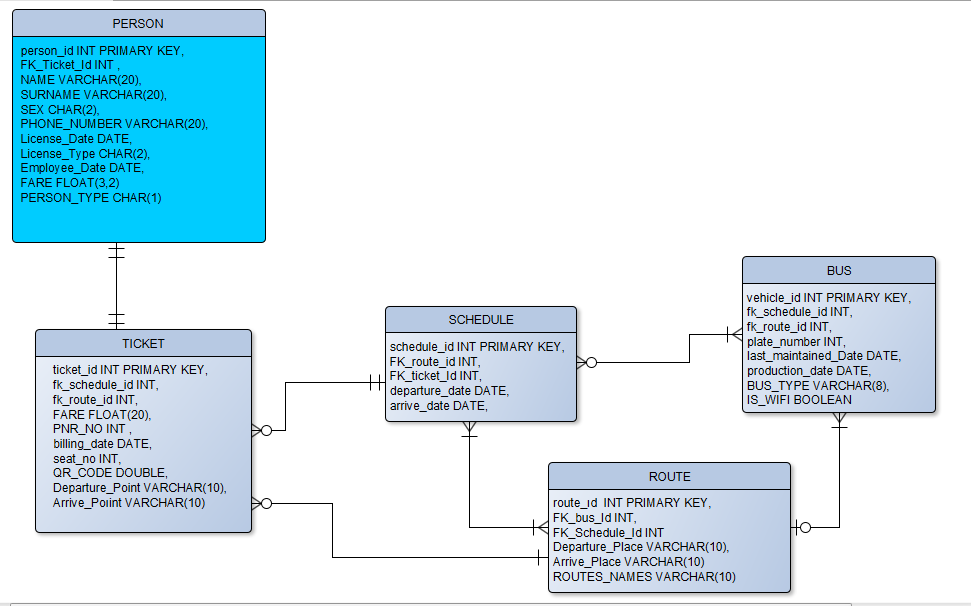 PERSON
person_id INT PRIMARY KEY,
FK_Ticket_Id INT ,
NAME VARCHAR(20),
SURNAME VARCHAR(20),
SEX CHAR(2),
PHONE_NUMBER VARCHAR(20),
License_Date DATE,
License_Type CHAR(2),
Employee_Date DATE,
FARE FLOAT(3,2)
PERSON_TYPE CHAR(1)
TICKET
ticket_id INT PRIMARY KEY,
fk_schedule_id INT,
fk_route_id INT,
FARE FLOAT(20),
PNR_NO INT ,
billing_date DATE,
seat_no INT,
QR_CODE DOUBLE,
Departure_Point VARCHAR(10),
Arrive_Poiint VARCHAR(10)
SCHEDULE
schedule_id INT PRIMARY KEY,
FK_route_id INT,
FK_ticket_Id INT,
departure_date DATE,
arrive_date DATE,
BUS
vehicle_id INT PRIMARY KEY,
fk_schedule_id INT,
fk_route_id INT,
plate_number INT,
last_maintained_Date DATE,
production_date DATE,
BUS_TYPE VARCHAR(8),
IS_WIFI BOOLEAN
ROUTE
route_id INT PRIMARY KEY,
FK_bus_Id INT,
FK_Schedule_Id INT
Departure_Place VARCHAR(10),
Arrive_Place VARCHAR(10)
ROUTES_NAMES VARCHAR(10)